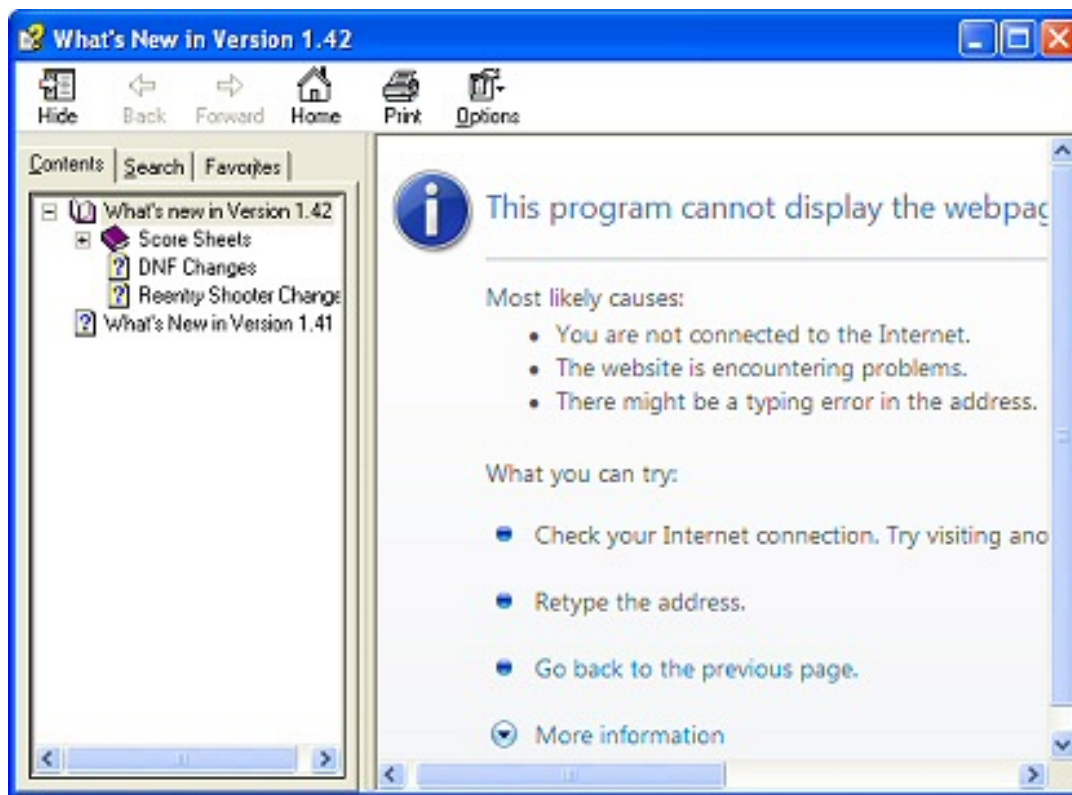 What's New in Version 1.42
Hide Back Forward Home Print Options
Contents Search Favorites
What's new in Version 1.42
Score Sheets
DNF Changes
Reentry Shooter Change
What's New in Version 1.41
This program cannot display the webpag
Most likely causes:
You are not connected to the Internet.
The website is encountering problems.
There might be a typing error in the address.
What you can try:
Check your Internet connection. Try visiting ano
Retype the address.
Go back to the previous page.
More information